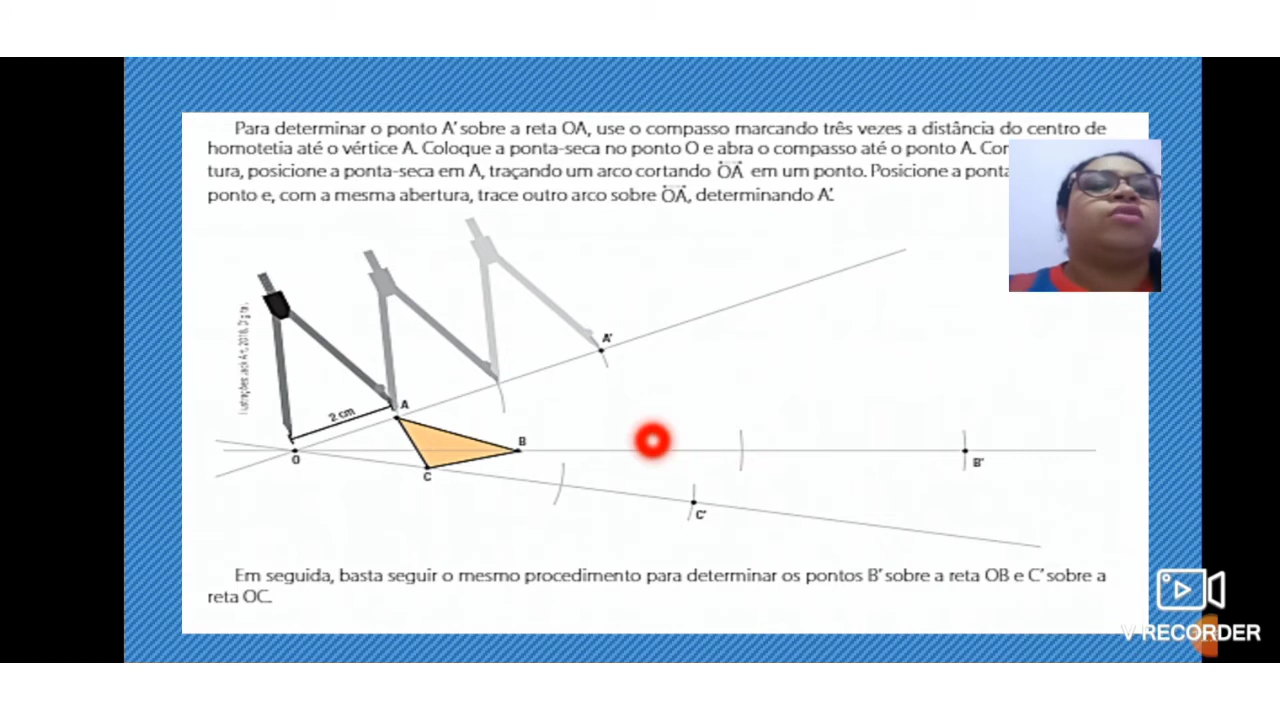 Para determinar o ponto A' sobre a reta OA, use o compasso marcando três vezes a distância do centro de
homotetia até o vértice A. Coloque a ponta-seca no ponto O e abra o compasso até o ponto A. Cor
tura, posicione a ponta-seca em A, traçando um arco cortando OA em um ponto. Posicione a ponta
ponto e, com a mesma abertura, trace outro arco sobre OA, determinando A'.
A'
A
2 cm
B
O
C
B'
C'
Em seguida, basta seguir o mesmo procedimento para determinar os pontos B' sobre a reta OB e C' sobre a
reta OC.
V RECORDER